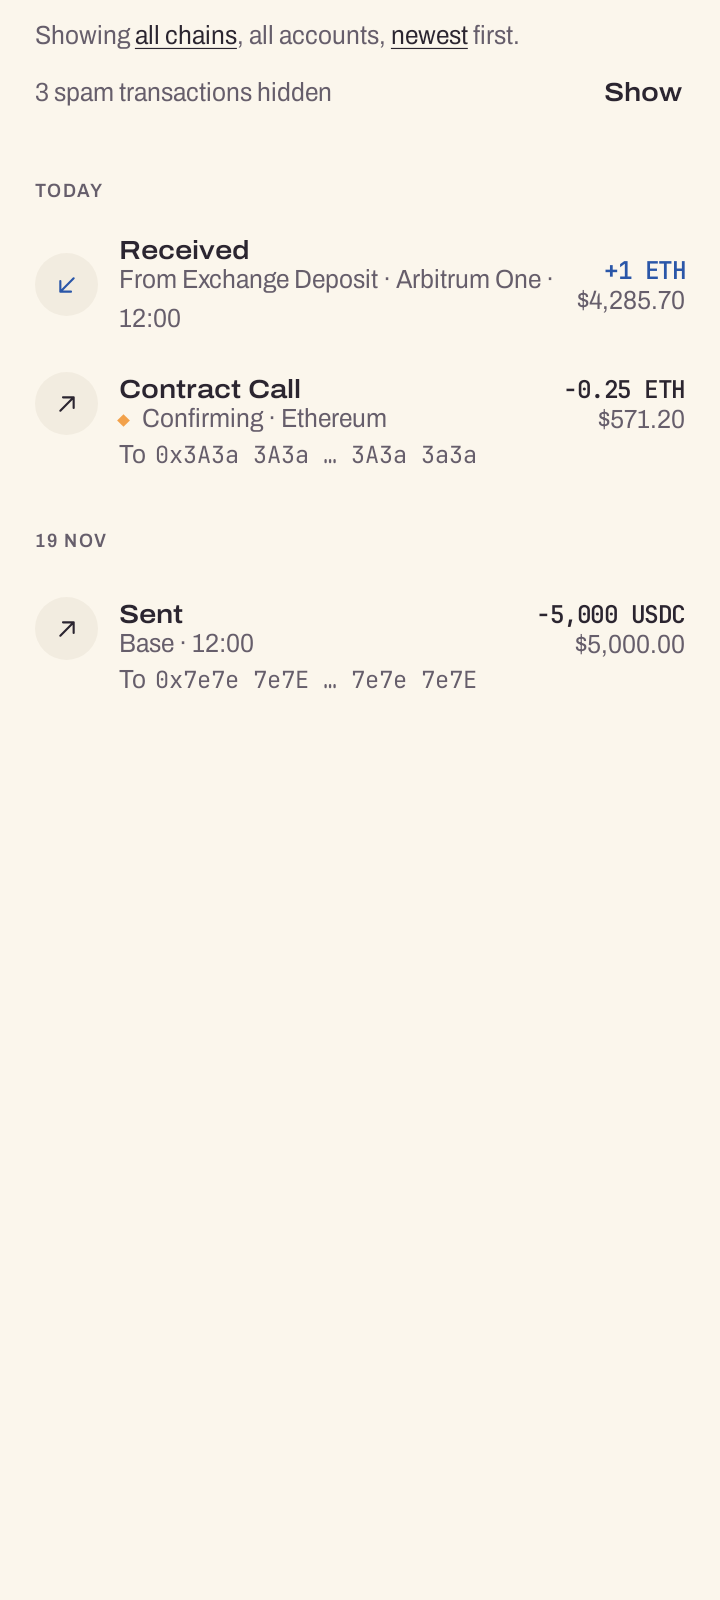 Showing all chains, all accounts, newest first.
3 spam transactions hidden
Show
TODAY
Received
From Exchange Deposit · Arbitrum One ·
12:00
+1 ETH
$4,285.70
Contract Call
Confirming · Ethereum
To 0x3A3a 3A3a … 3A3a 3a3a
-0.25 ETH
$571.20
19 NOV
Sent
Base · 12:00
To 0x7e7e 7e7E … 7e7e 7e7E
-5,000 USDC
$5,000.00